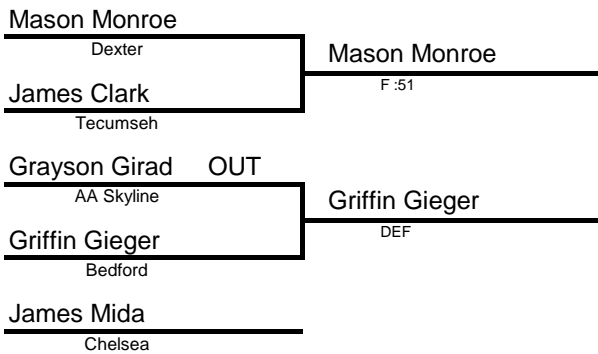 Mason Monroe
Dexter
Mason Monroe
F :51
James Clark
Tecumseh
Grayson Girad OUT
AA Skyline
Griffin Gieger
DEF
Griffin Gieger
Bedford
James Mida
Chelsea